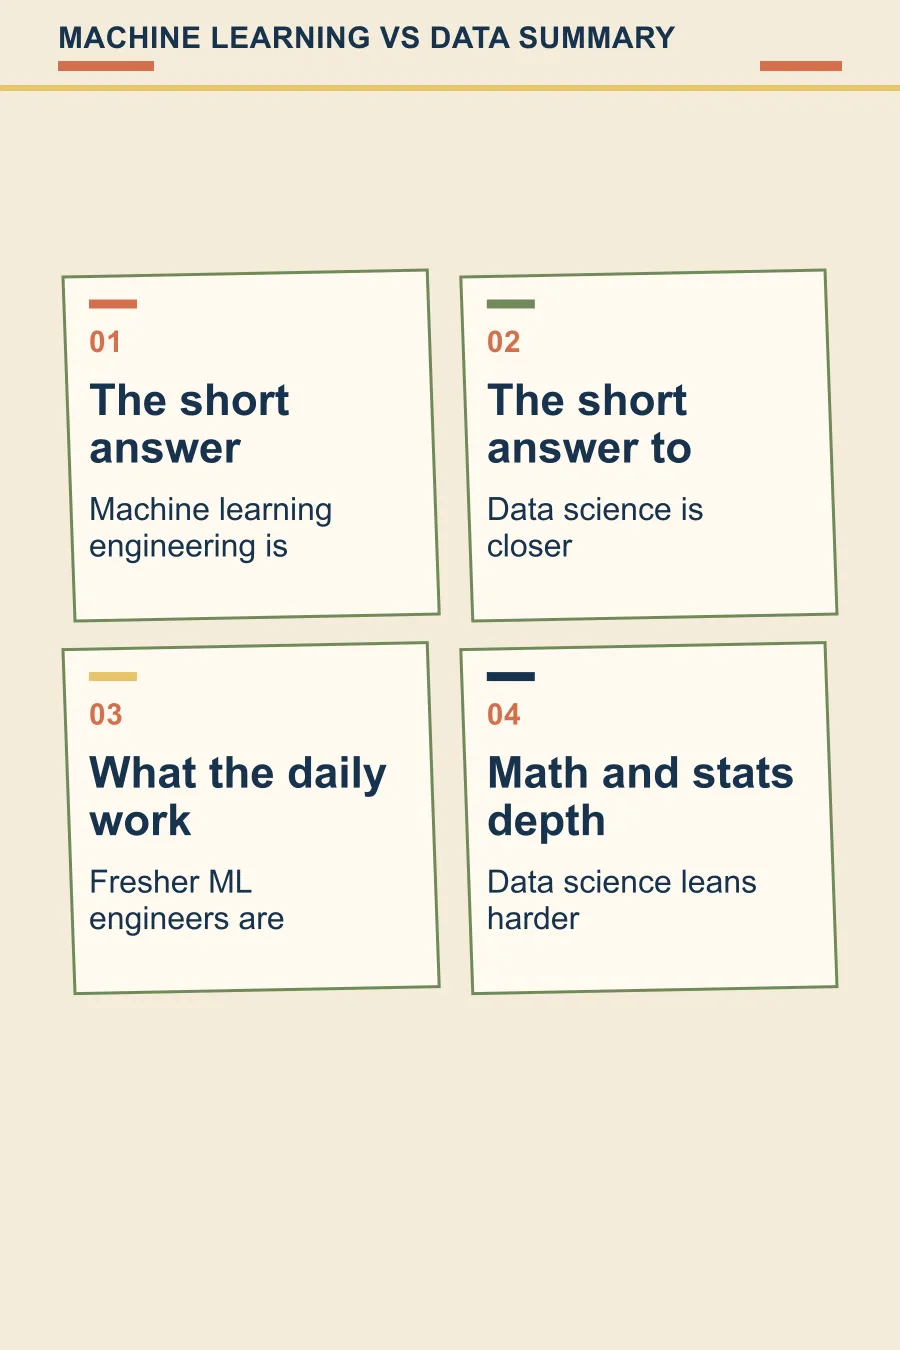 MACHINE LEARNING VS DATA SUMMARY
01
The short
answer
Machine learning
engineering is
02
The short
answer to
Data science is
closer
03
What the daily
work
Fresher ML
engineers are
04
Math and stats
depth
Data science leans
harder